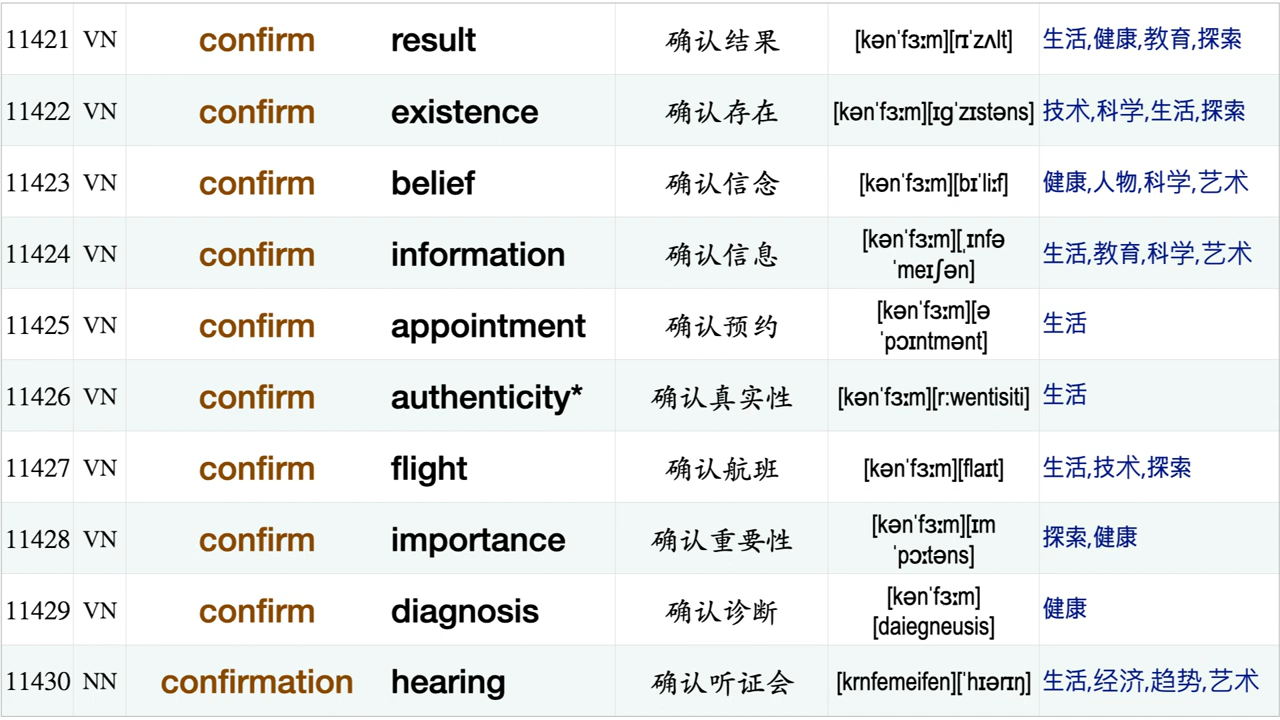 11421 VN confirm result 确认结果 [kənˈfɜːm][rɪˈzʌlt] 生活,健康,教育,探索
11422 VN confirm existence 确认存在 [kənˈfɜːm][ɪgˈzɪstəns] 技术,科学,生活,探索
11423 VN confirm belief 确认信念 [kənˈfɜːm][bɪˈliːf] 健康,人物,科学,艺术
11424 VN confirm information 确认信息 [kənˈfɜːm][ˌɪnfə
ˈmeɪʃən] 生活,教育,科学,艺术
11425 VN confirm appointment 确认预约 [kənˈfɜːm][ə
ˈpɔɪntmənt] 生活
11426 VN confirm authenticity* 确认真实性 [kənˈfɜːm][r:wentisiti] 生活
11427 VN confirm flight 确认航班 [kənˈfɜːm][flaɪt] 生活,技术,探索
11428 VN confirm importance 确认重要性 [kənˈfɜːm][ɪm
ˈpɔːtəns] 探索,健康
11429 VN confirm diagnosis 确认诊断 [kənˈfɜːm]
[daiegneusis] 健康
11430 NN confirmation hearing 确认听证会 [krnfemeifen][ˈhɪərɪŋ] 生活,经济,趋势,艺术